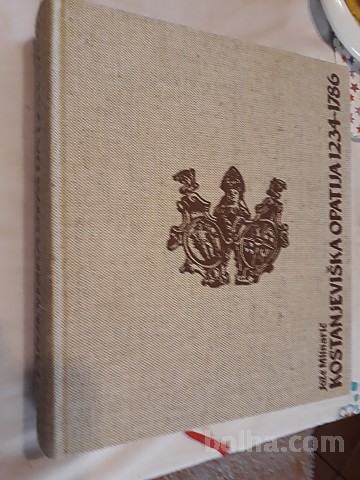 Jože Mlinarič
KOSTANJEVIŠKA OPATIJA 1234-1786
bolha.com